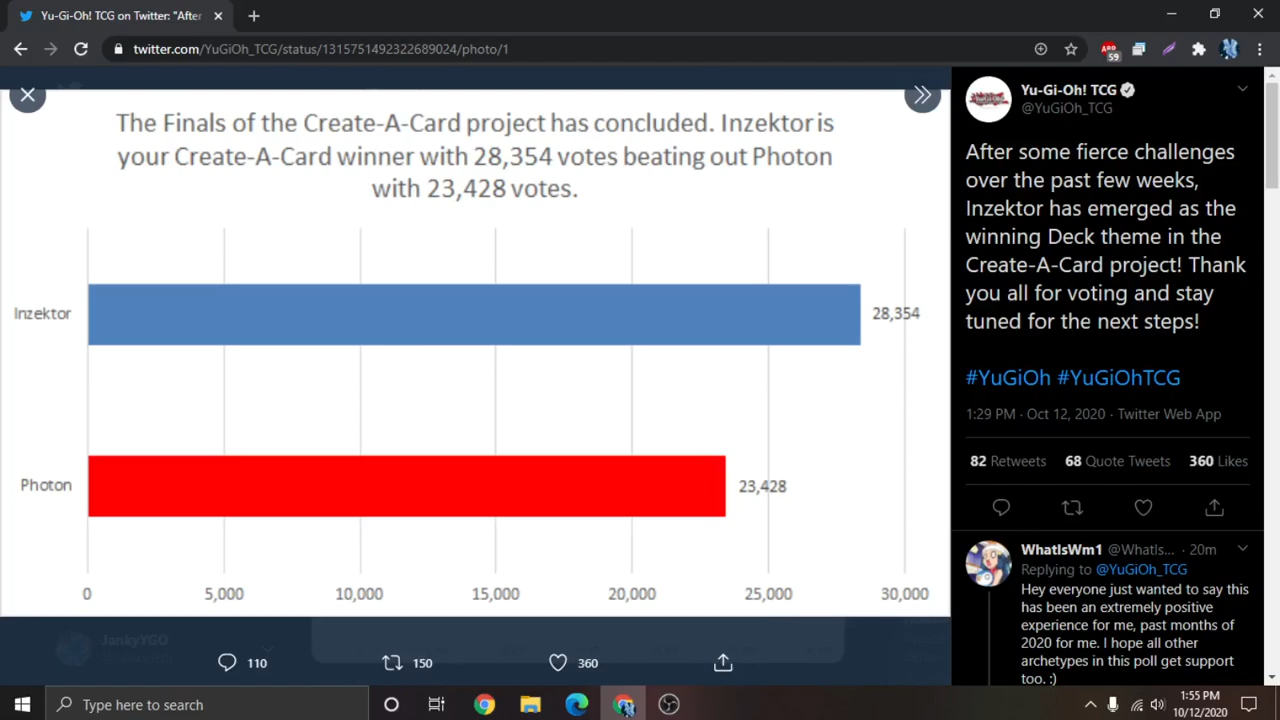 Yu-Gi-Oh! TCG on Twitter: "After
twitter.com/YuGiOh_TCG/status/1315751492322689024/photo/1
59
The Finals of the Create-A-Card project has concluded. Inzektor is
your Create-A-Card winner with 28,354 votes beating out Photon
with 23,428 votes.
Inzektor
28,354
Photon
23,428
0
5,000
10,000
15,000
20,000
25,000
30,000
JankyYGO
110
150
360
Yu-Gi-Oh! TCG
@YuGiOh_TCG
After some fierce challenges
over the past few weeks,
Inzektor has emerged as the
winning Deck theme in the
Create-A-Card project! Thank
you all for voting and stay
tuned for the next steps!
#YuGiOh #YuGiOhTCG
1:29 PM · Oct 12, 2020 · Twitter Web App
82 Retweets 68 Quote Tweets 360 Likes
WhatIsWm1 @WhatIs... · 20m
Replying to @YuGiOh_TCG
Hey everyone just wanted to say this
has been an extremely positive
experience for me, past months of
2020 for me. I hope all other
archetypes in this poll get support
too. :)
Type here to search
1:55 PM
10/12/2020